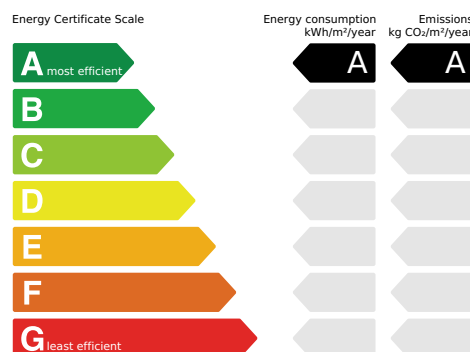 Energy Certificate Scale
Energy consumption
kWh/m²/year
Emissions
kg CO₂/m²/year
A most efficient
A
A
B
C
D
E
F
G least efficient